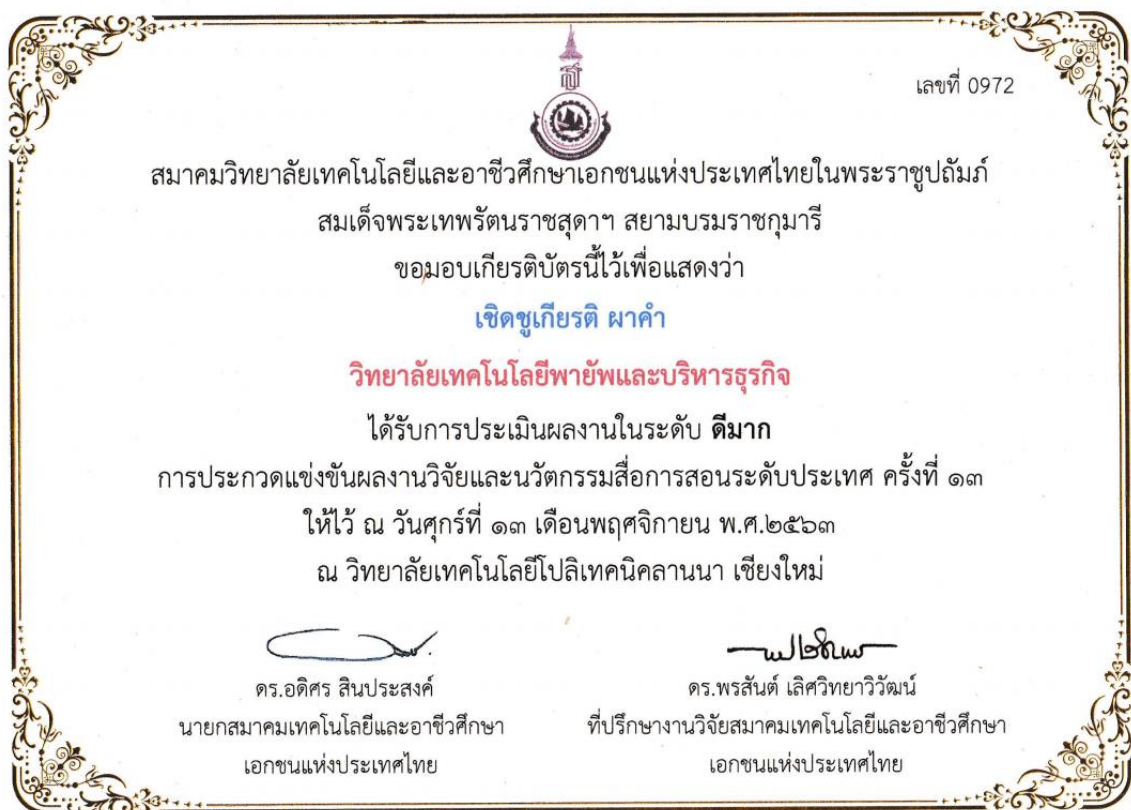 เลขที่ 0972
สมาคมวิทยาลัยเทคโนโลยีและอาชีวศึกษาเอกชนแห่งประเทศไทยในพระราชูปถัมภ์
สมเด็จพระเทพรัตนราชสุดาฯ สยามบรมราชกุมารี
ขอมอบเกียรติบัตรนี้ไว้เพื่อแสดงว่า
เชิดชูเกียรติ ผาคำ
วิทยาลัยเทคโนโลยีพายัพและบริหารธุรกิจ
ได้รับการประเมินผลงานในระดับ ดีมาก
การประกวดแข่งขันผลงานวิจัยและนวัตกรรมสื่อการสอนระดับประเทศ ครั้งที่ ๑๓
ให้ไว้ ณ วันศุกร์ที่ ๑๓ เดือนพฤศจิกายน พ.ศ.๒๕๖๓
ณ วิทยาลัยเทคโนโลยีโปลิเทคนิคลานนา เชียงใหม่
ดร.อดิศร สินประสงค์
นายกสมาคมเทคโนโลยีและอาชีวศึกษา
เอกชนแห่งประเทศไทย
ดร.พรสันต์ เลิศวิทยาวิวัฒน์
ที่ปรึกษางานวิจัยสมาคมเทคโนโลยีและอาชีวศึกษา
เอกชนแห่งประเทศไทย